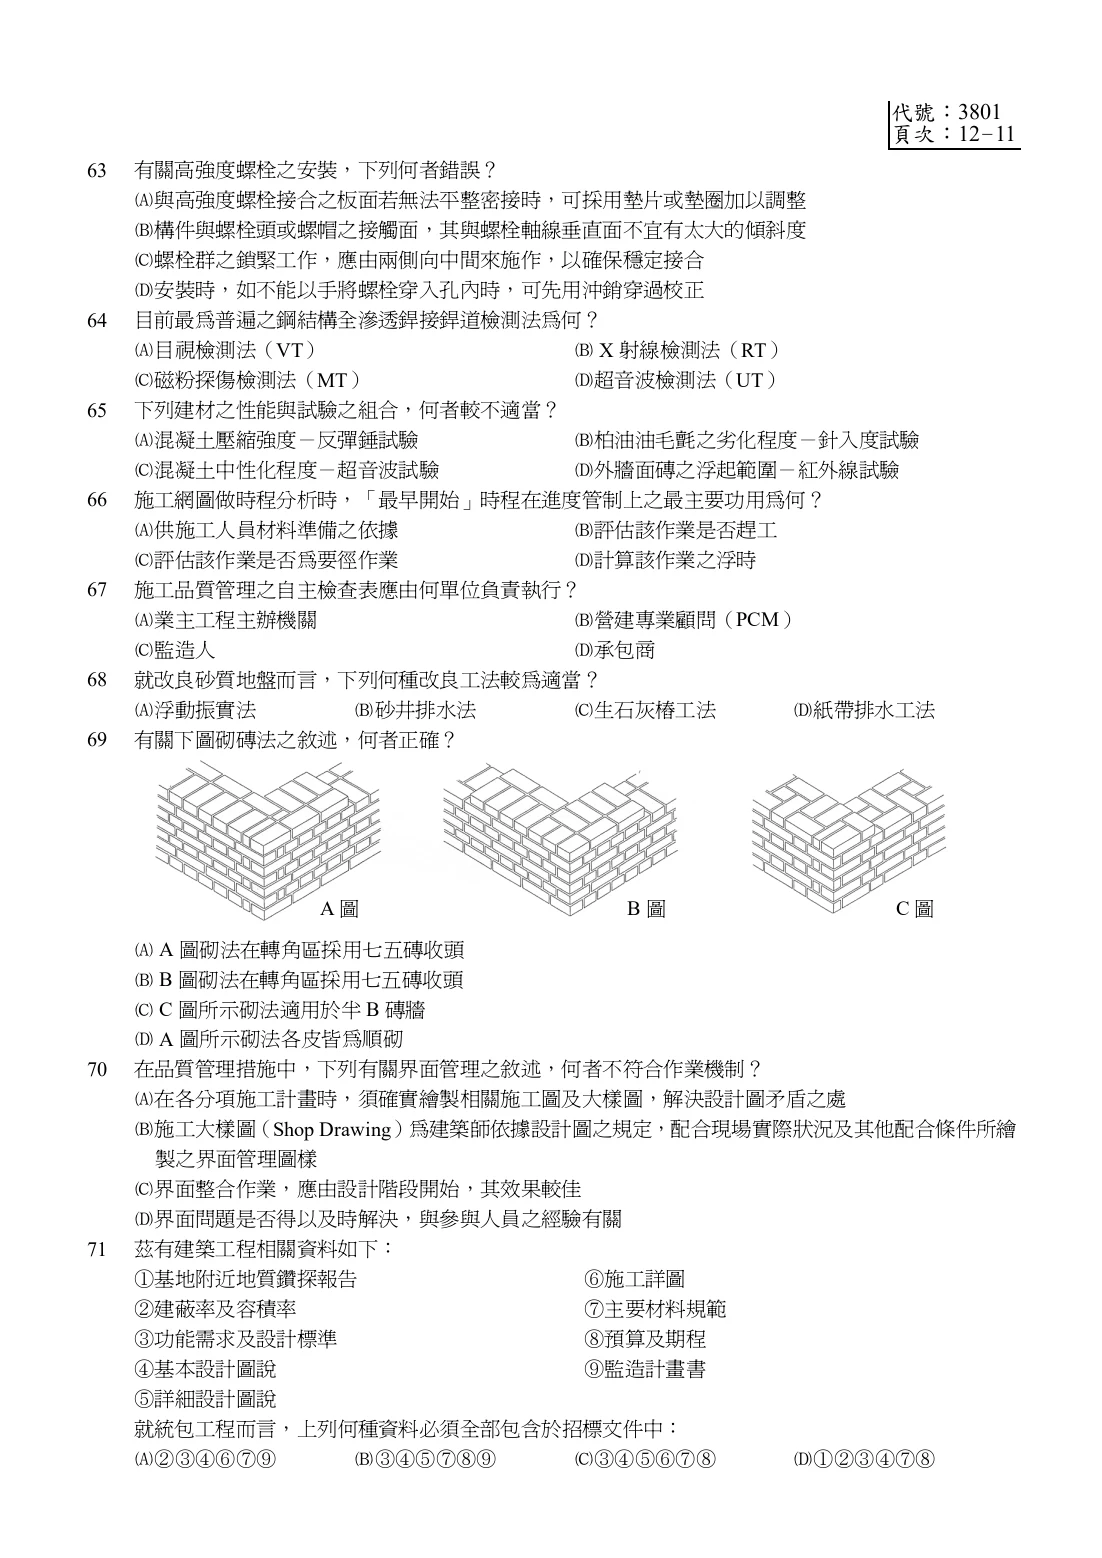 代號：3801
頁次：12－11
63 有關高強度螺栓之安裝，下列何者錯誤？
(A)與高強度螺栓接合之板面若無法平整密接時，可採用墊片或墊圈加以調整
(B)構件與螺栓頭或螺帽之接觸面，其與螺栓軸線垂直面不宜有太大的傾斜度
(C)螺栓群之鎖緊工作，應由兩側向中間來施作，以確保穩定接合
(D)安裝時，如不能以手將螺栓穿入孔內時，可先用沖銷穿過校正
64 目前最為普遍之鋼結構全滲透銲接銲道檢測法為何？
(A)目視檢測法（VT） (B) X 射線檢測法（RT）
(C)磁粉探傷檢測法（MT） (D)超音波檢測法（UT）
65 下列建材之性能與試驗之組合，何者較不適當？
(A)混凝土壓縮強度－反彈錘試驗 (B)柏油油毛氈之劣化程度－針入度試驗
(C)混凝土中性化程度－超音波試驗 (D)外牆面磚之浮起範圍－紅外線試驗
66 施工網圖做時程分析時，「最早開始」時程在進度管制上之最主要功用為何？
(A)供施工人員材料準備之依據 (B)評估該作業是否趕工
(C)評估該作業是否為要徑作業 (D)計算該作業之浮時
67 施工品質管理之自主檢查表應由何單位負責執行？
(A)業主工程主辦機關 (B)營建專業顧問（PCM）
(C)監造人 (D)承包商
68 就改良砂質地盤而言，下列何種改良工法較為適當？
(A)浮動振實法 (B)砂井排水法 (C)生石灰樁工法 (D)紙帶排水工法
69 有關下圖砌磚法之敘述，何者正確？
A 圖 B 圖 C 圖
(A) A 圖砌法在轉角區採用七五磚收頭
(B) B 圖砌法在轉角區採用七五磚收頭
(C) C 圖所示砌法適用於半 B 磚牆
(D) A 圖所示砌法各皮皆為順砌
70 在品質管理措施中，下列有關界面管理之敘述，何者不符合作業機制？
(A)在各分項施工計畫時，須確實繪製相關施工圖及大樣圖，解決設計圖矛盾之處
(B)施工大樣圖（Shop Drawing）為建築師依據設計圖之規定，配合現場實際狀況及其他配合條件所繪
製之界面管理圖樣
(C)界面整合作業，應由設計階段開始，其效果較佳
(D)界面問題是否得以及時解決，與參與人員之經驗有關
71 茲有建築工程相關資料如下：
①基地附近地質鑽探報告 ⑥施工詳圖
②建蔽率及容積率 ⑦主要材料規範
③功能需求及設計標準 ⑧預算及期程
④基本設計圖說 ⑨監造計畫書
⑤詳細設計圖說
就統包工程而言，上列何種資料必須全部包含於招標文件中：
(A)②③④⑥⑦⑨ (B)③④⑤⑦⑧⑨ (C)③④⑤⑥⑦⑧ (D)①②③④⑦⑧